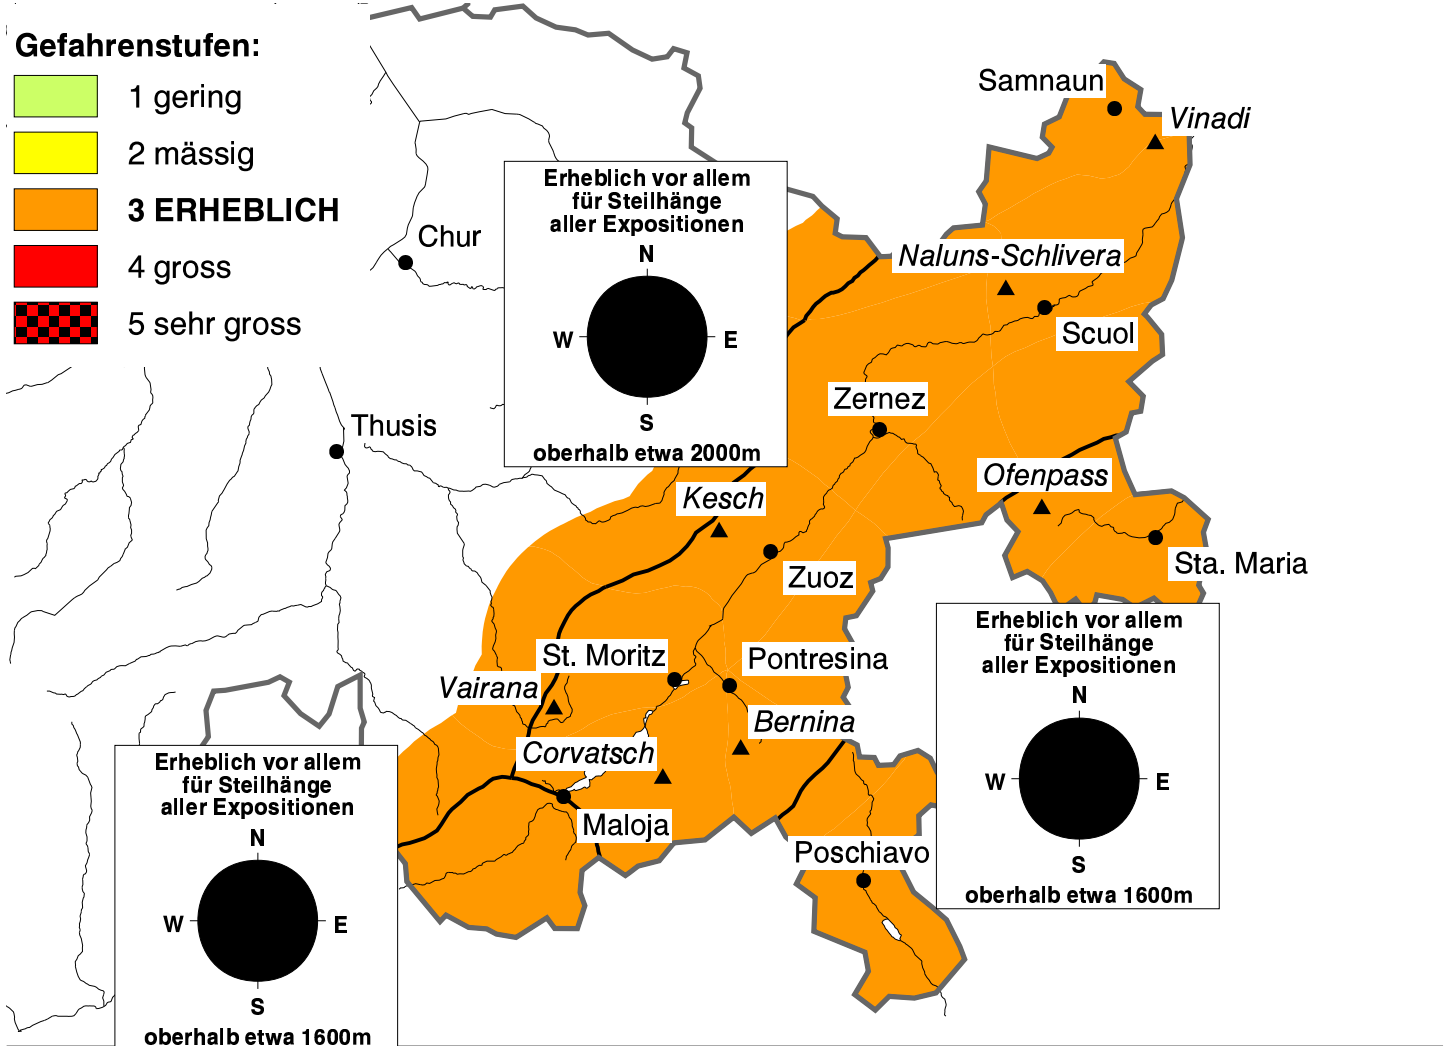 Gefahrenstufen:
1 gering
2 mässig
3 ERHEBLICH
4 gross
5 sehr gross
Samnaun
Vinadi
Erheblich vor allem
für Steilhänge
aller Expositionen
N
W
E
S
oberhalb etwa 2000m
Chur
Naluns-Schlivera
Scuol
Zernez
Thusis
Ofenpass
Kesch
Sta. Maria
Zuoz
Erheblich vor allem
für Steilhänge
aller Expositionen
N
W
E
S
oberhalb etwa 1600m
St. Moritz
Pontresina
Vairana
Bernina
Corvatsch
Maloja
Poschiavo
Erheblich vor allem
für Steilhänge
aller Expositionen
N
W
E
S
oberhalb etwa 1600m